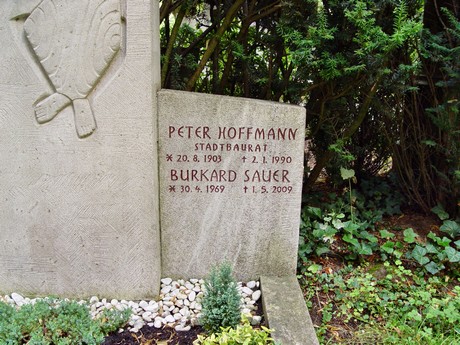 PETER HOFFMANN
STADTBAURAT
* 20.8.1903 † 2.1.1990
BURKARD SAUER
* 30.4.1969 † 1.5.2009